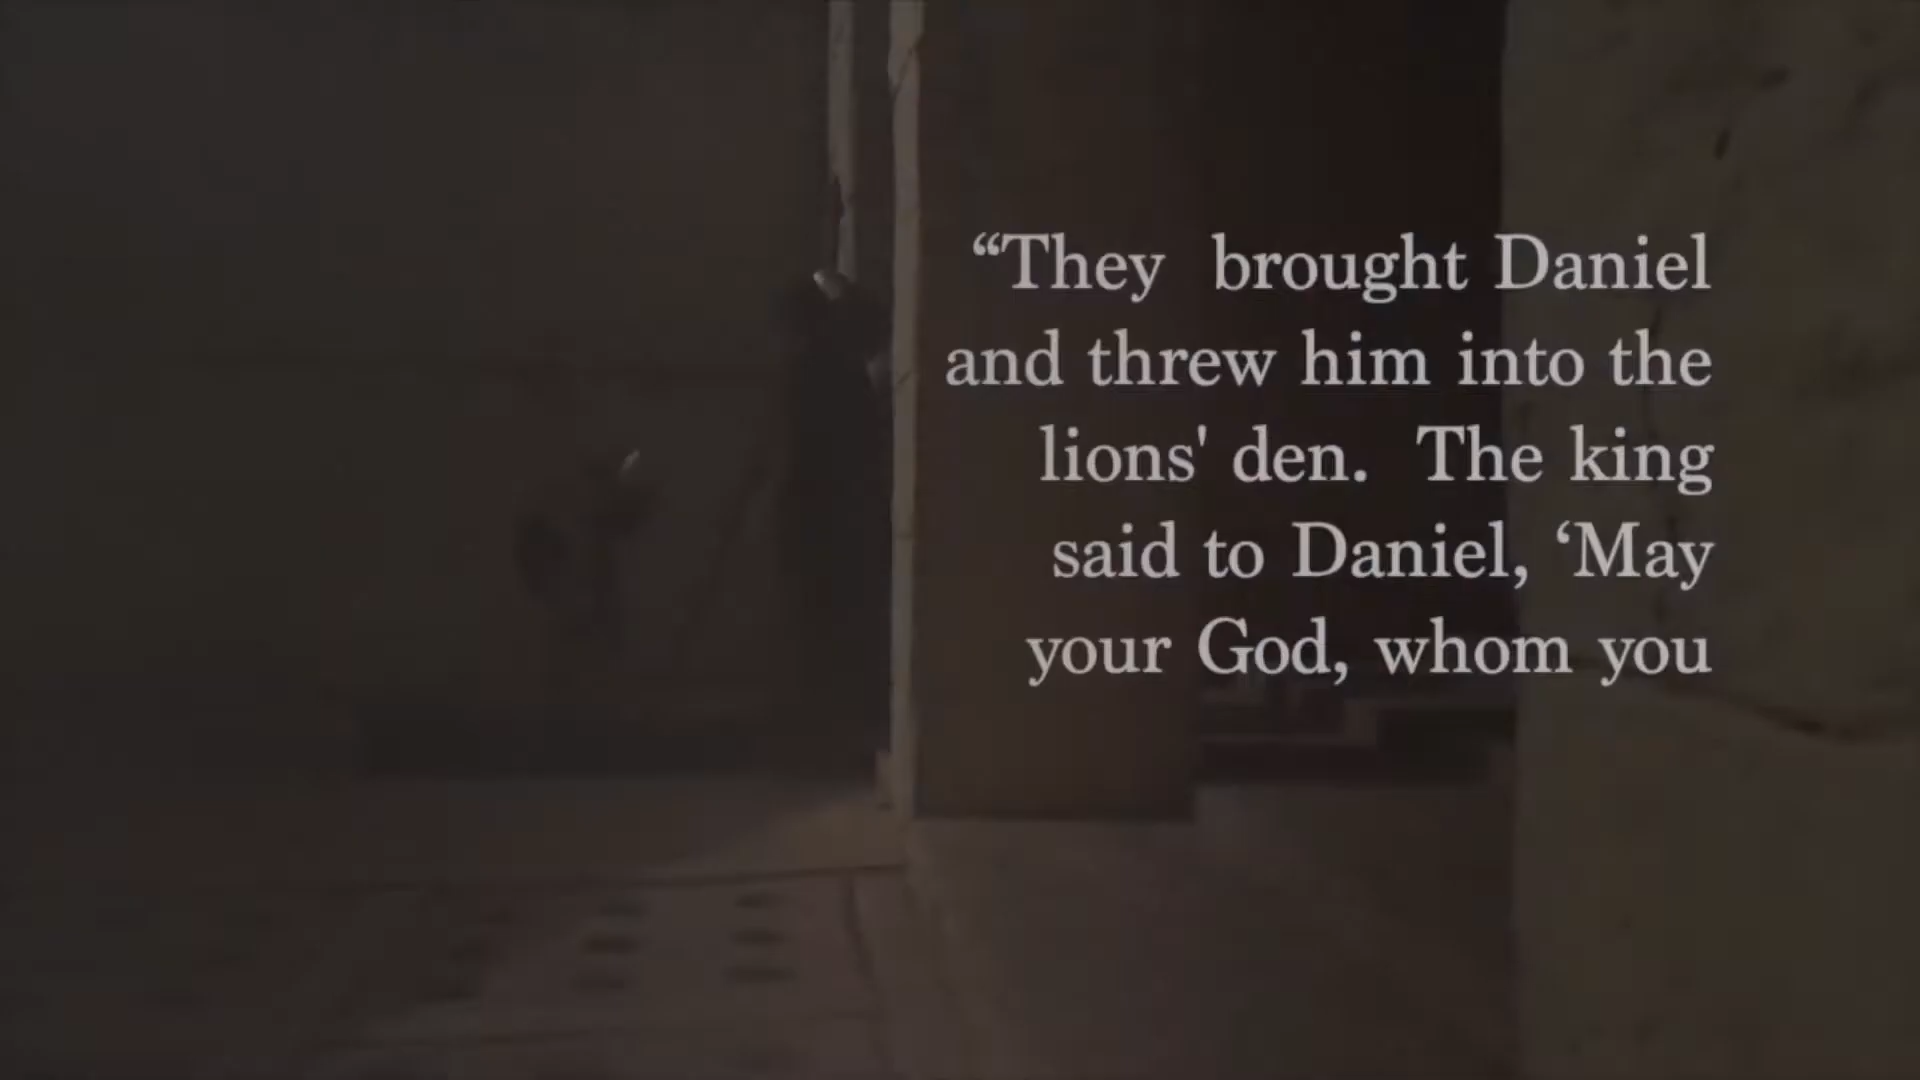 “They  brought Daniel
and threw him into the
lions' den.  The king
said to Daniel, ‘May
your God, whom you